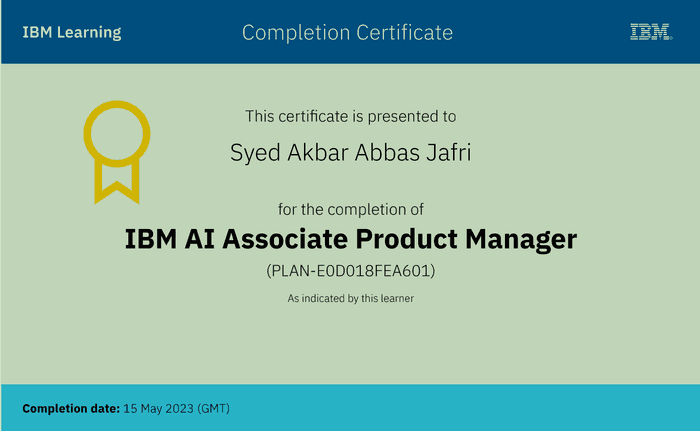 IBM Learning
Completion Certificate
IBM
This certificate is presented to
Syed Akbar Abbas Jafri
for the completion of
IBM AI Associate Product Manager
(PLAN-E0D018FEA601)
As indicated by this learner
Completion date: 15 May 2023 (GMT)